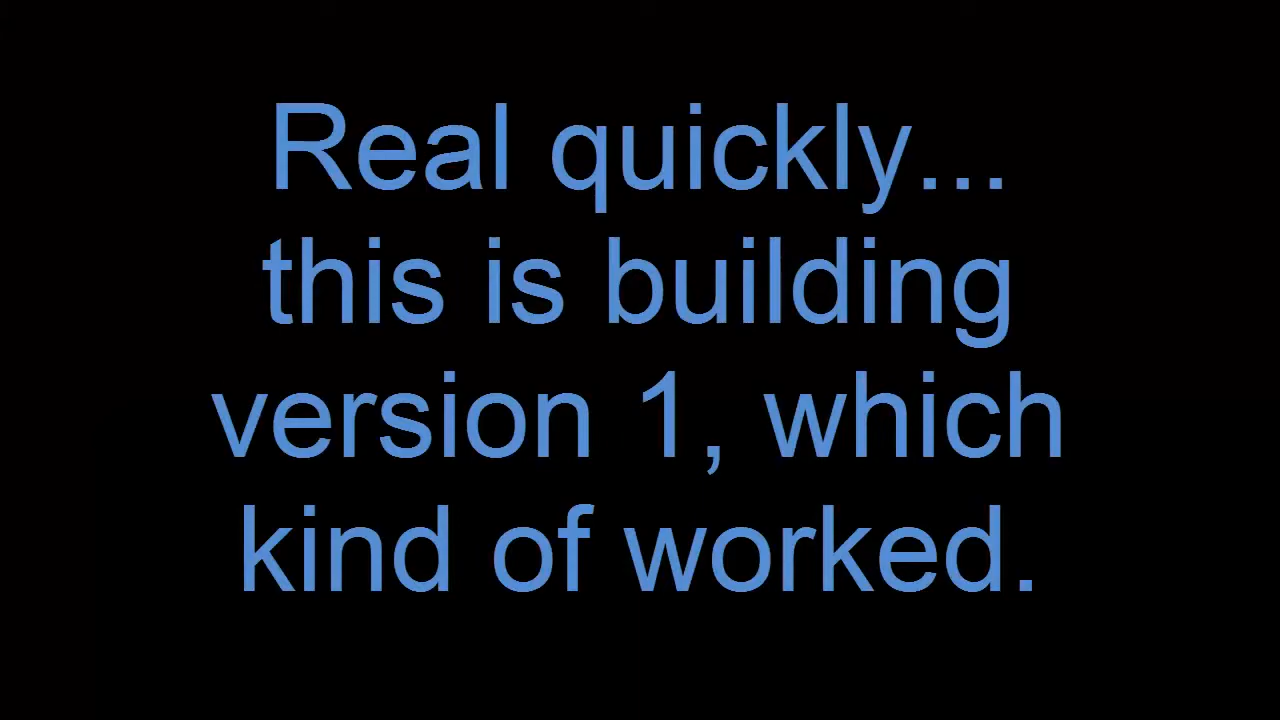 Real quickly...
this is building
version 1, which
kind of worked.